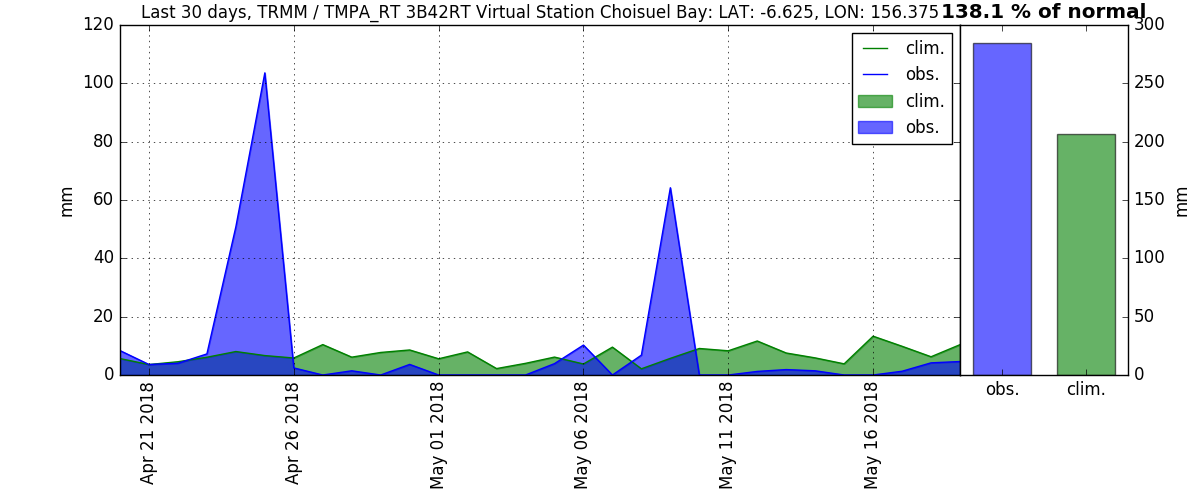 Last 30 days, TRMM / TMPA_RT 3B42RT Virtual Station Choisuel Bay: LAT: -6.625, LON: 156.375
138.1 % of normal
120
100
80
60
40
20
0
mm
clim.
obs.
clim.
obs.
Apr 21 2018
Apr 26 2018
May 01 2018
May 06 2018
May 11 2018
May 16 2018
300
250
200
150
100
50
0
mm
obs.
clim.